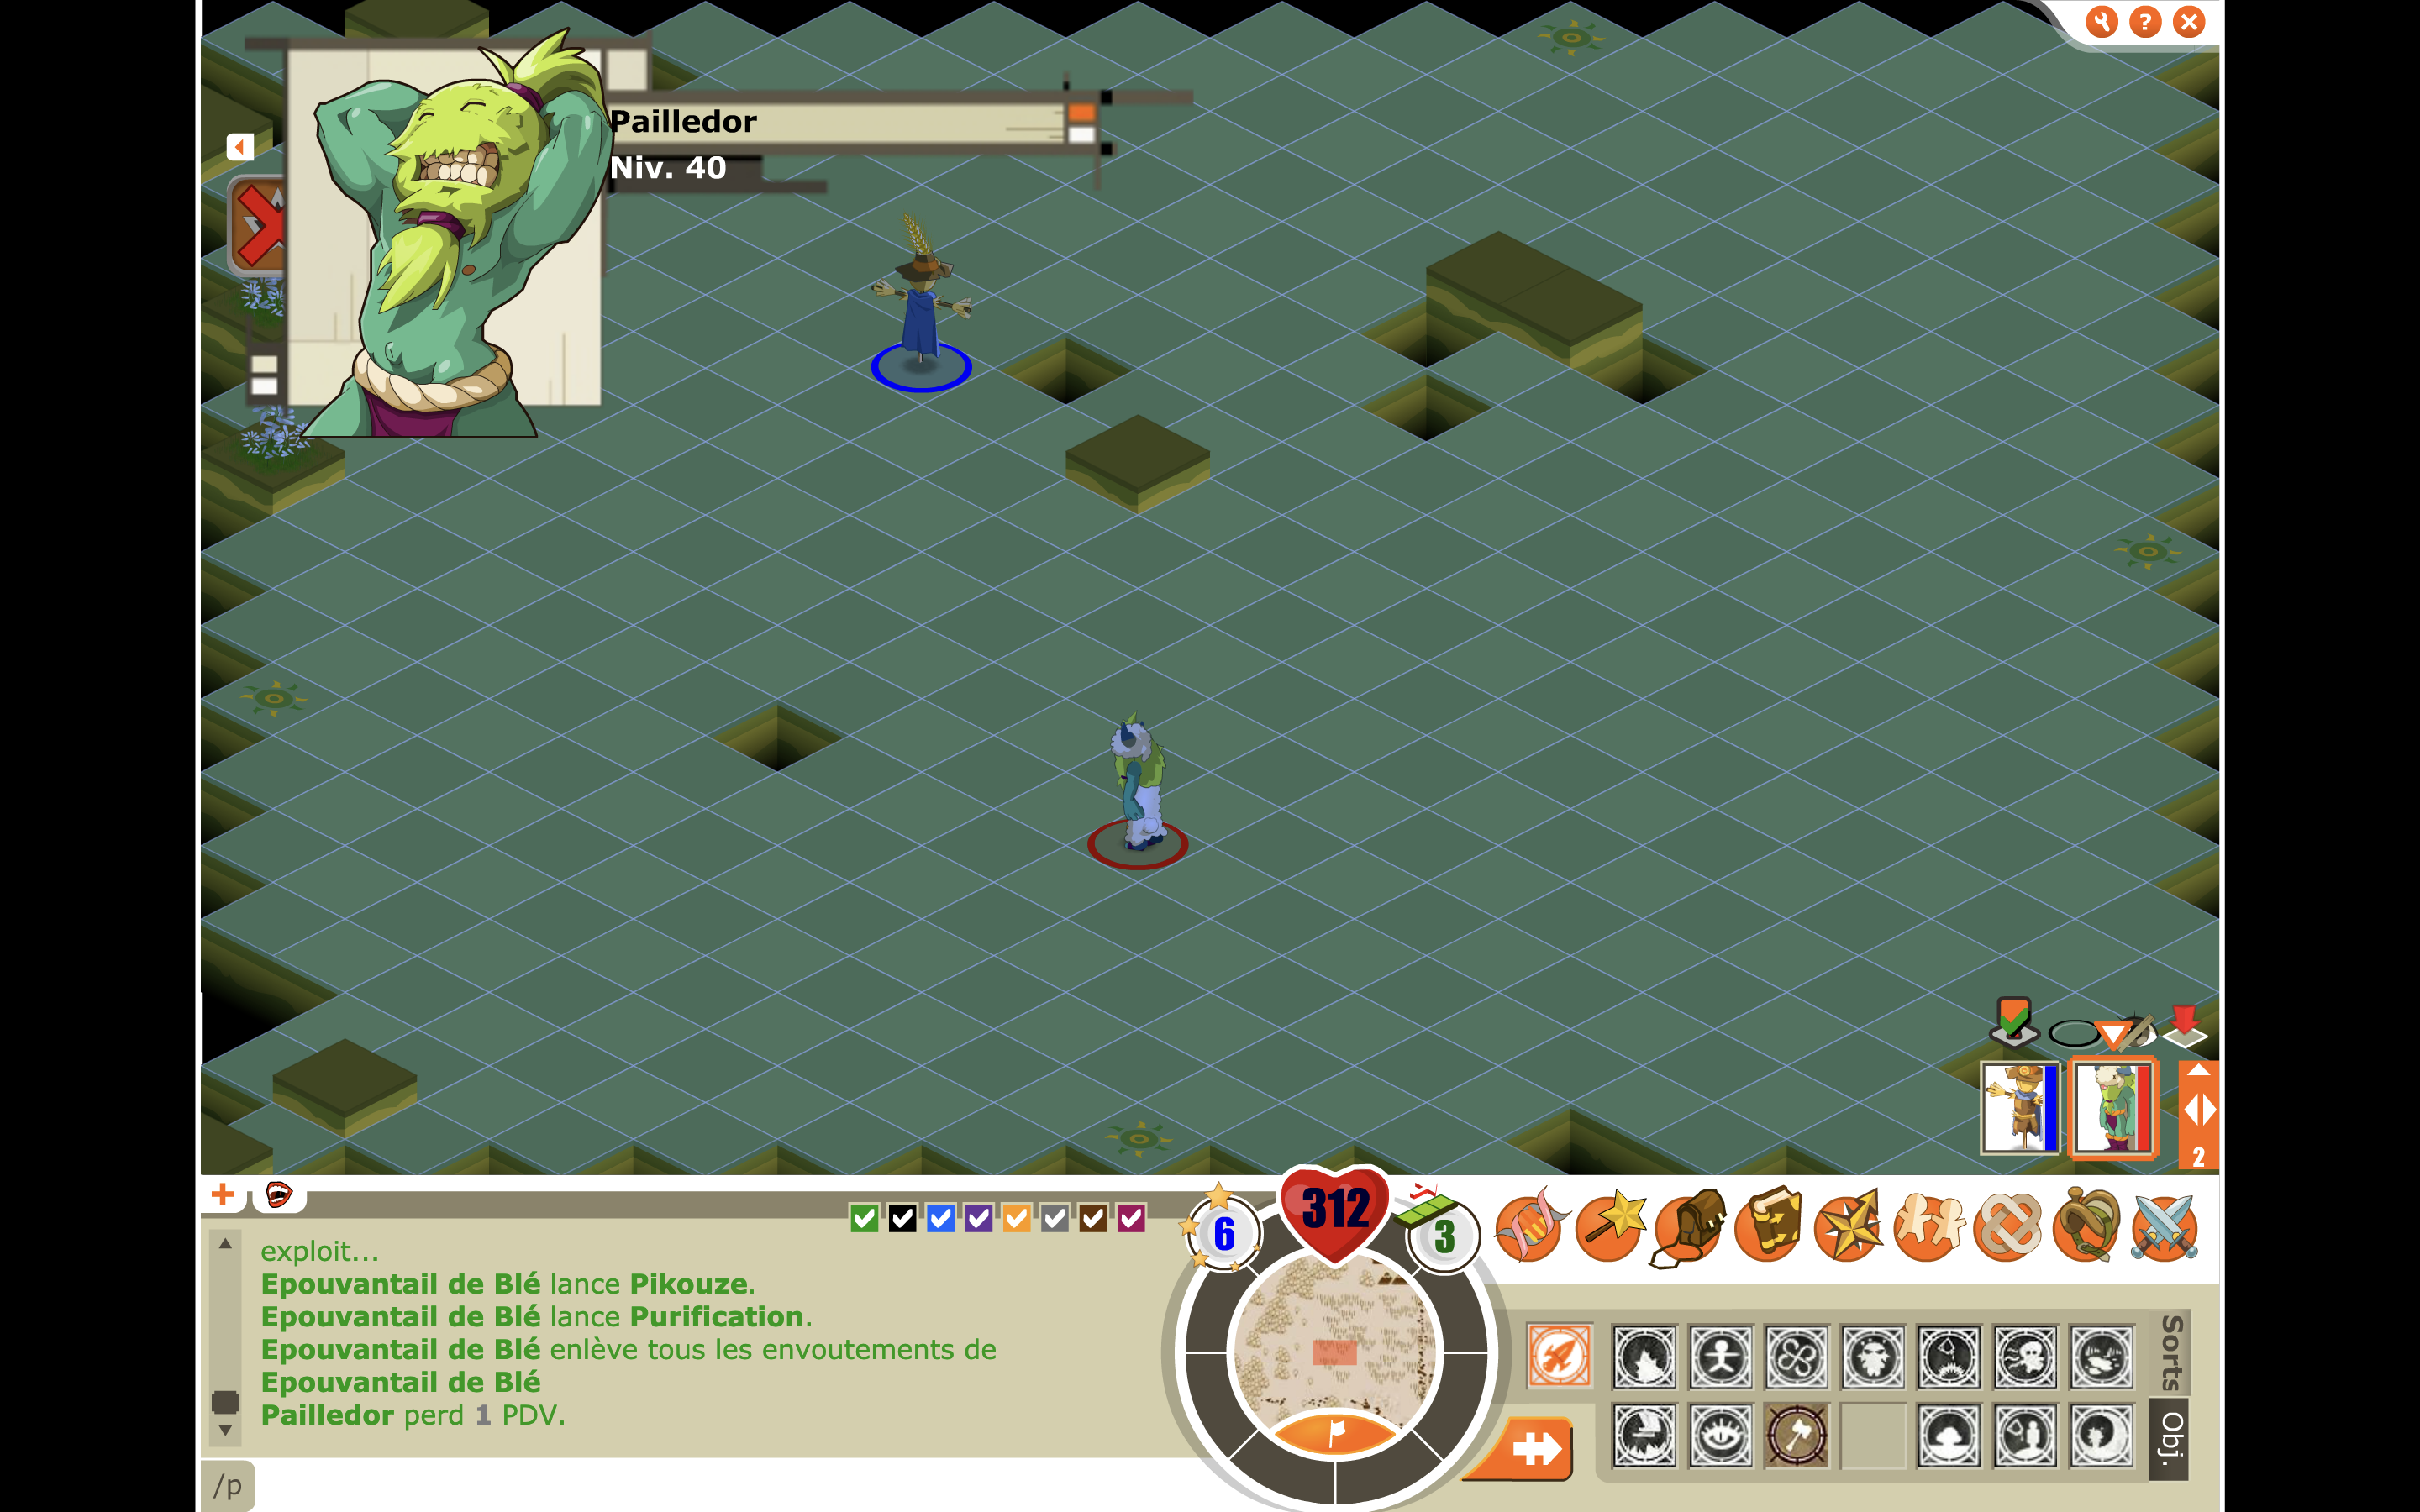 Pailledor
Niv. 40
?
2
312
6
3
exploit...
Epouvantail de Blé lance Pikouze.
Epouvantail de Blé lance Purification.
Epouvantail de Blé enlève tous les envoutements de
Epouvantail de Blé
Pailledor perd 1 PDV.
Sorts
Obj.
/p